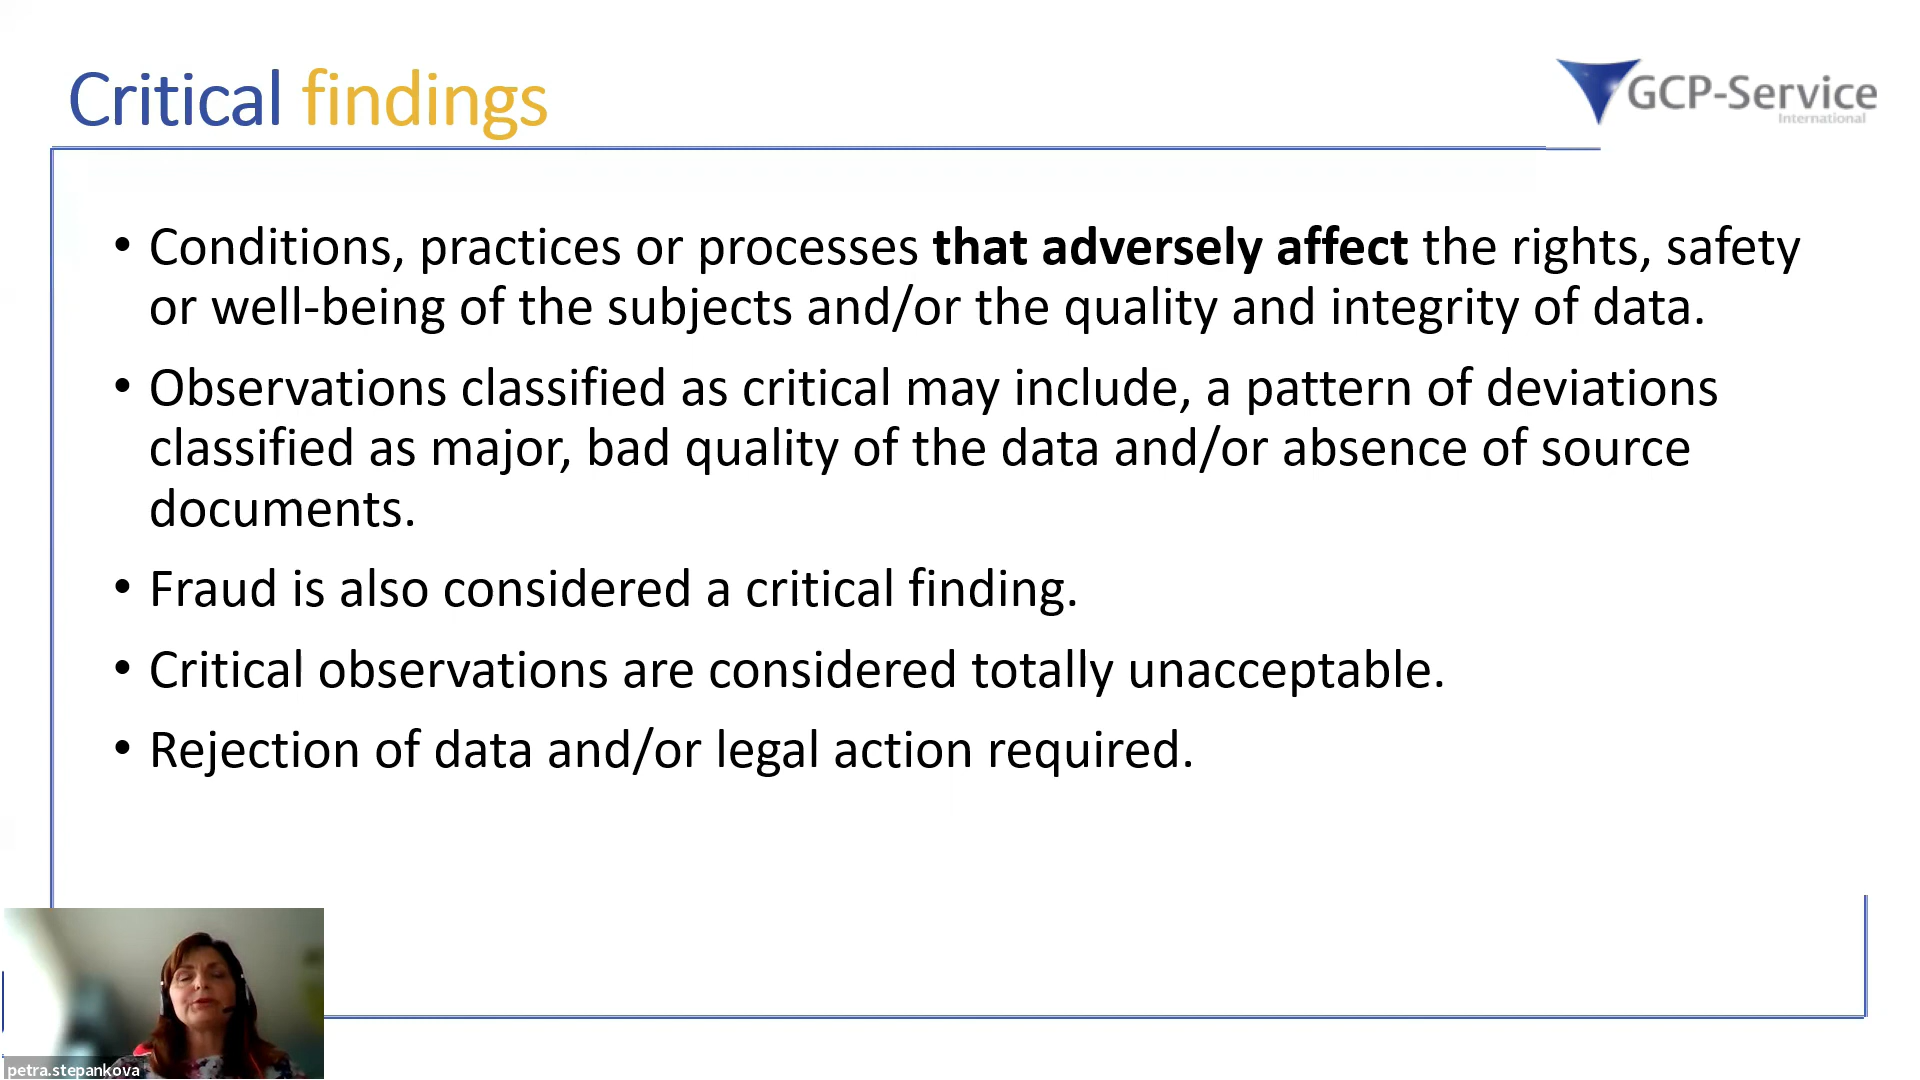 Critical findings
GCP-Service
International
• Conditions, practices or processes that adversely affect the rights, safety
or well-being of the subjects and/or the quality and integrity of data.
• Observations classified as critical may include, a pattern of deviations
classified as major, bad quality of the data and/or absence of source
documents.
• Fraud is also considered a critical finding.
• Critical observations are considered totally unacceptable.
• Rejection of data and/or legal action required.
petra.stepankova